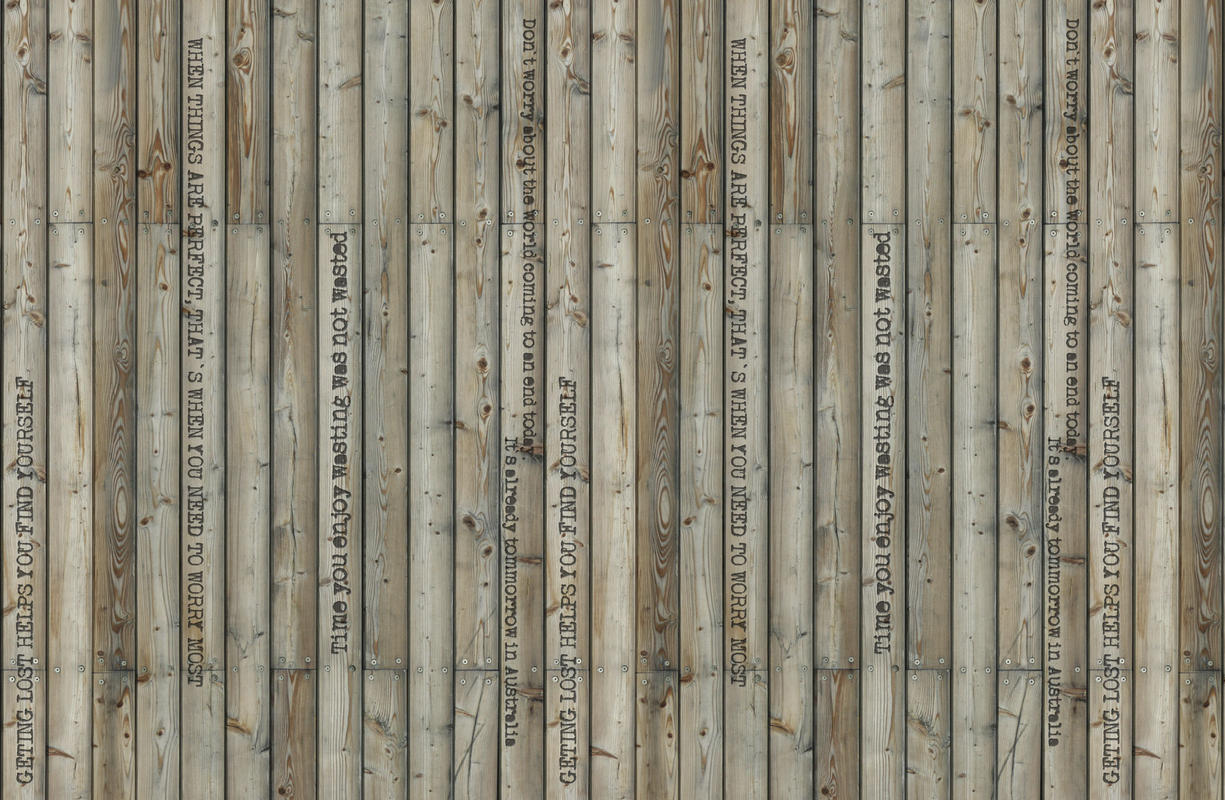 GETING LOST HELPS YOU FIND YOURSELF
WHEN THINGS ARE PERFECT, THAT`S WHEN YOU NEED TO WORRY MOST
Time you enjoy wasting was not wasted
Don't worry about the world coming to an end today
It's already tommorrow in Australia
GETING LOST HELPS YOU FIND YOURSELF
WHEN THINGS ARE PERFECT, THAT`S WHEN YOU NEED TO WORRY MOST
Time you enjoy wasting was not wasted
Don't worry about the world coming to an end today
It's already tommorrow in Australia
GETING LOST HELPS YOU FIND YOURSELF